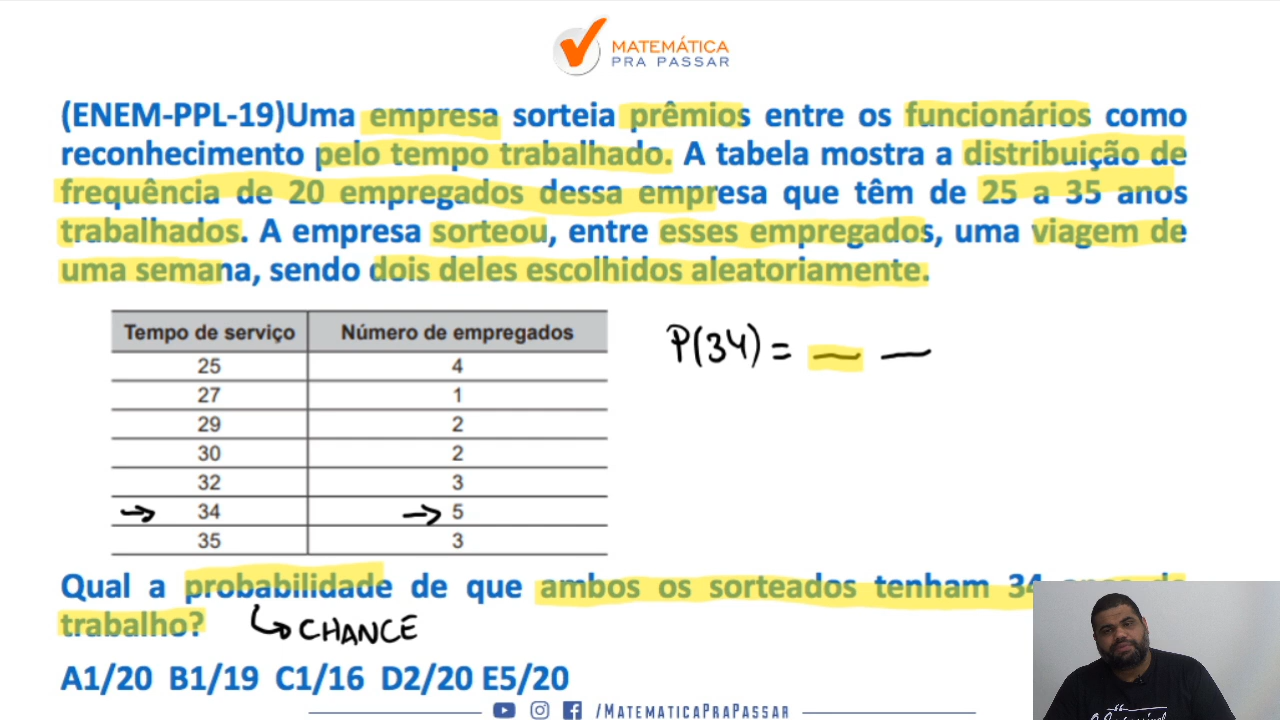 MATEMÁTICA
PRA PASSAR
(ENEM-PPL-19)Uma empresa sorteia prêmios entre os funcionários como
reconhecimento pelo tempo trabalhado. A tabela mostra a distribuição de
frequência de 20 empregados dessa empresa que têm de 25 a 35 anos
trabalhados. A empresa sorteou, entre esses empregados, uma viagem de
uma semana, sendo dois deles escolhidos aleatoriamente.
Tempo de serviço Número de empregados
25 4
27 1
29 2
30 2
32 3
34 5
35 3
P(34) =
Qual a probabilidade de que ambos os sorteados tenham 34
trabalho?
CHANCE
A1/20 B1/19 C1/16 D2/20 E5/20
/MATEMATICAPRAPASSAR